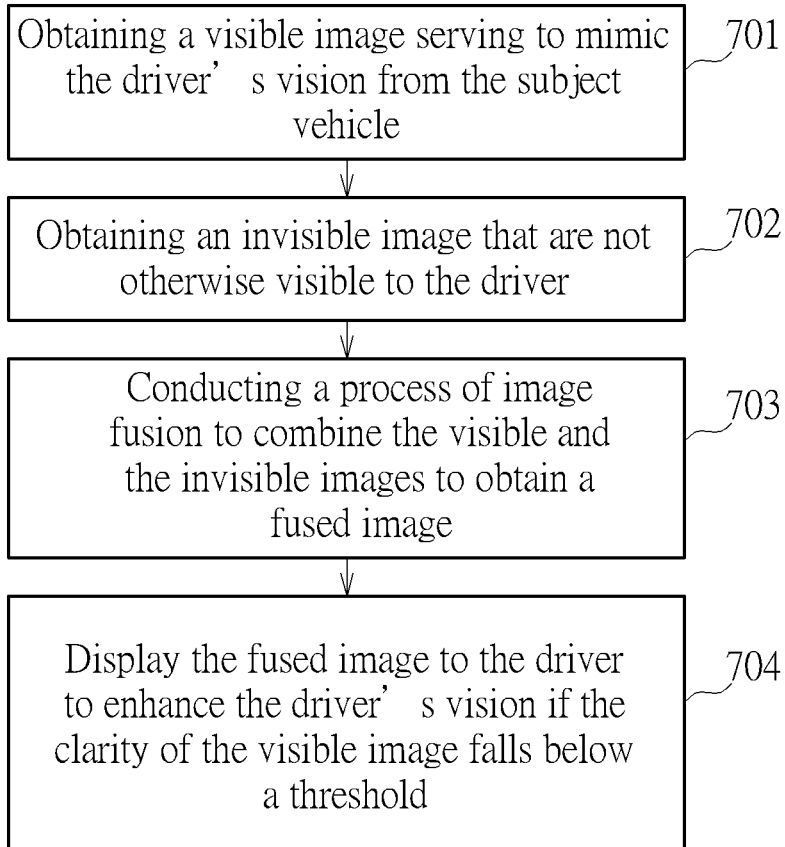 Obtaining a visible image serving to mimic
the driver’s vision from the subject
vehicle
701
Obtaining an invisible image that are not
otherwise visible to the driver
702
Conducting a process of image
fusion to combine the visible and
the invisible images to obtain a
fused image
703
Display the fused image to the driver
to enhance the driver’s vision if the
clarity of the visible image falls below
a threshold
704